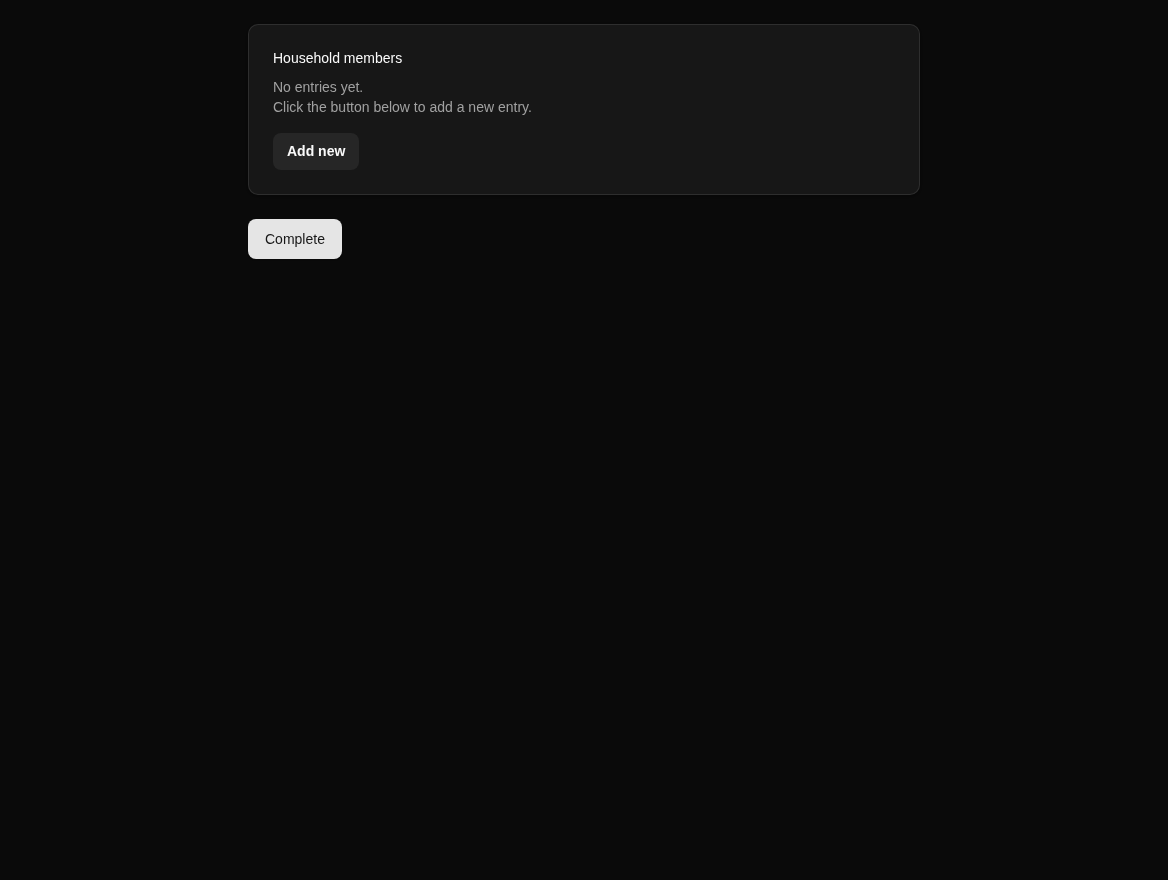 Household members
No entries yet.
Click the button below to add a new entry.
Add new
Complete